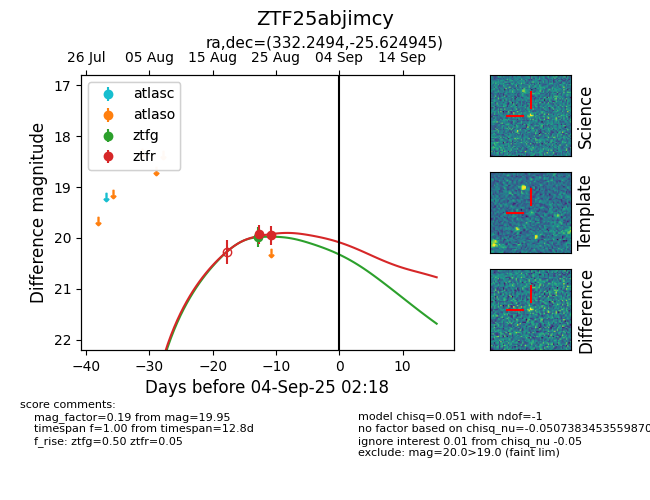 ZTF25abjimcy
ra,dec=(332.2494,-25.624945)
26 Jul 05 Aug 15 Aug 25 Aug 04 Sep 14 Sep
17
18
19
20
21
22
Difference magnitude
atlasc
atlaso
ztfg
ztfr
−40 −30 −20 −10 0 10
Days before 04-Sep-25 02:18
Science
Template
Difference
score comments:
mag_factor=0.19 from mag=19.95
timespan f=1.00 from timespan=12.8d
f_rise: ztfg=0.50 ztfr=0.05
model chisq=0.051 with ndof=-1
no factor based on chisq_nu=-0.0507383453559870
ignore interest 0.01 from chisq_nu -0.05
exclude: mag=20.0>19.0 (faint lim)